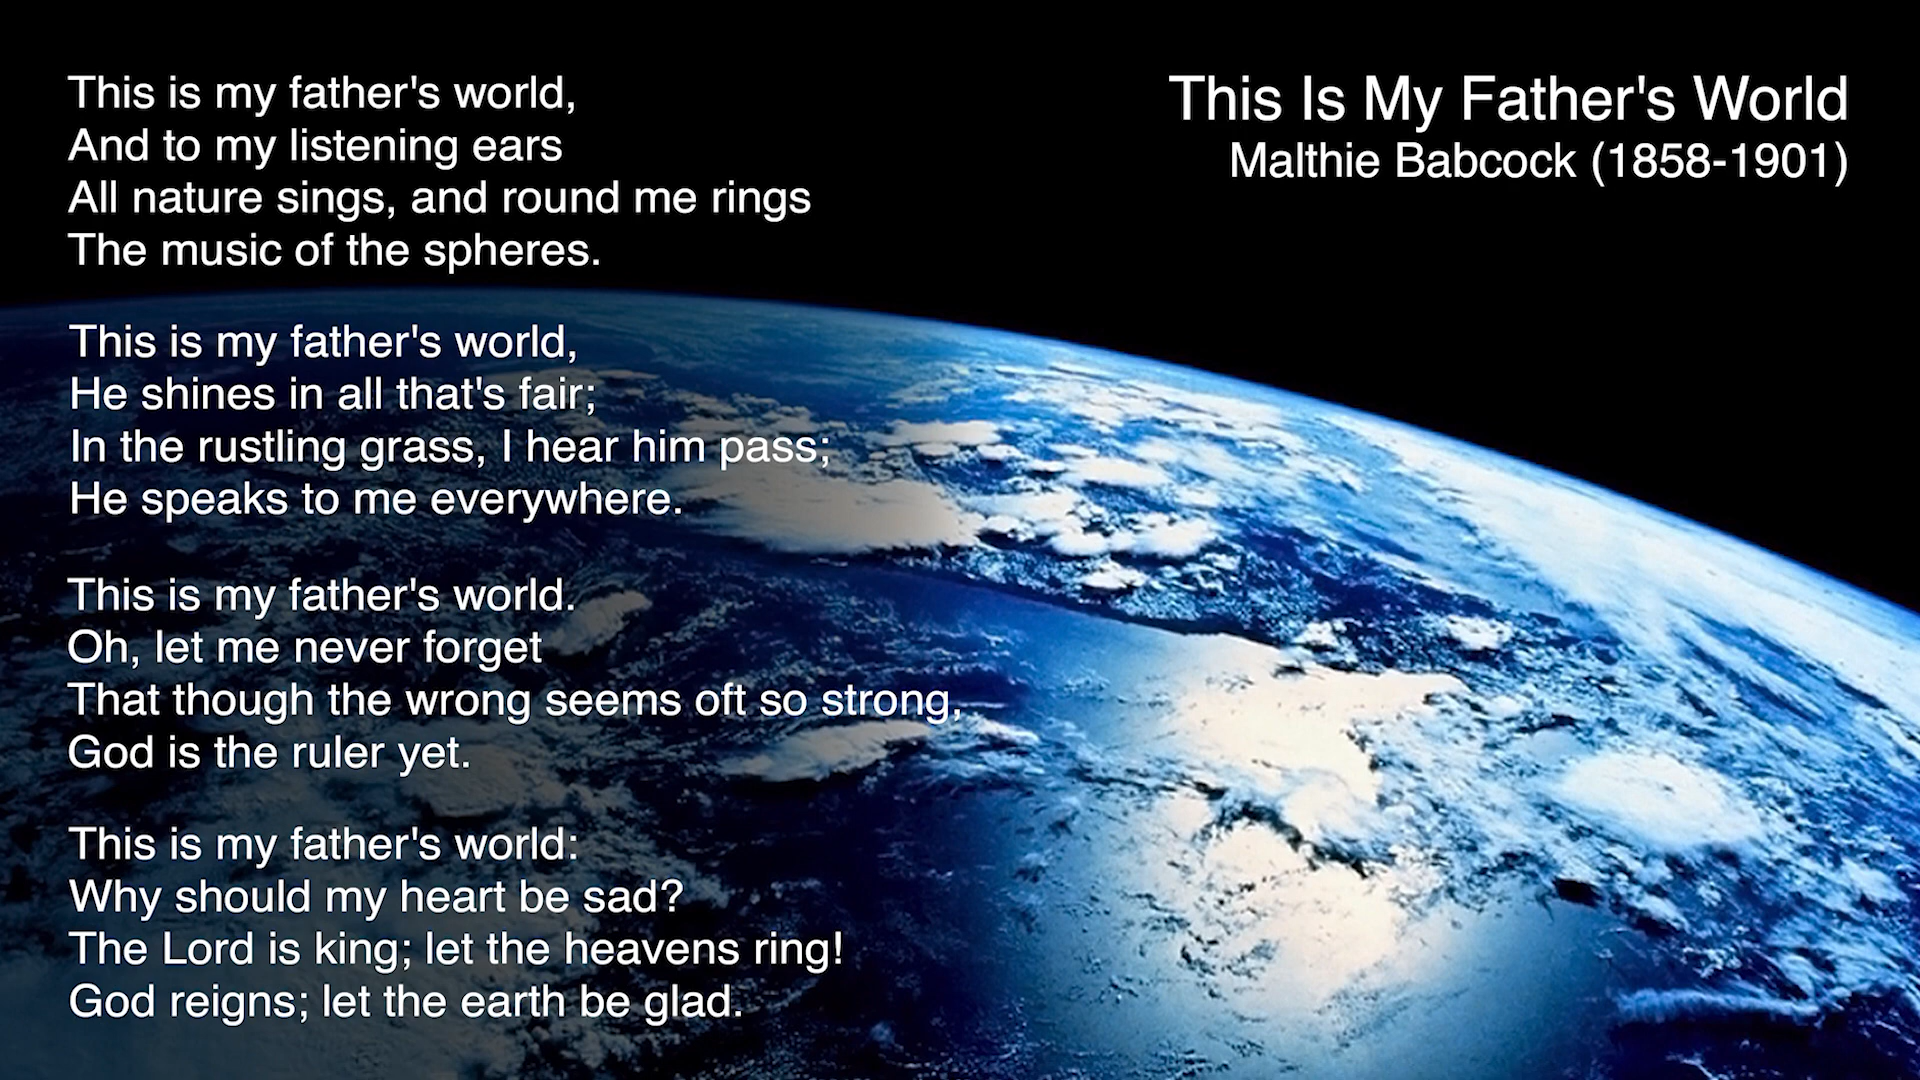 This Is My Father's World
Malthie Babcock (1858-1901)
This is my father's world,
And to my listening ears
All nature sings, and round me rings
The music of the spheres.
This is my father's world,
He shines in all that's fair;
In the rustling grass, I hear him pass;
He speaks to me everywhere.
This is my father's world.
Oh, let me never forget
That though the wrong seems oft so strong,
God is the ruler yet.
This is my father's world:
Why should my heart be sad?
The Lord is king; let the heavens ring!
God reigns; let the earth be glad.